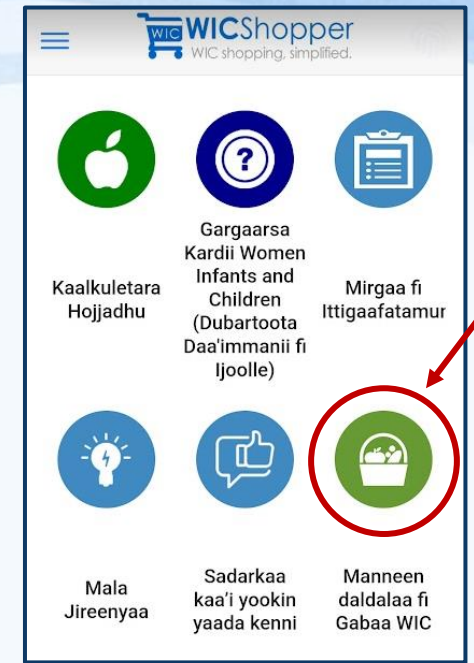 WIC WICShopper
WIC shopping, simplified.
?
Kaalkuletara
Hojjadhu
Gargaarsa
Kardii Women
Infants and
Children
(Dubartoota
Daa'immanii fi
Ijoolle)
Mirgaa fi
Ittigaafatamur
Mala
Jireenyaa
Sadarkaa
kaa'i yookin
yaada kenni
Manneen
daldalaa fi
Gabaa WIC